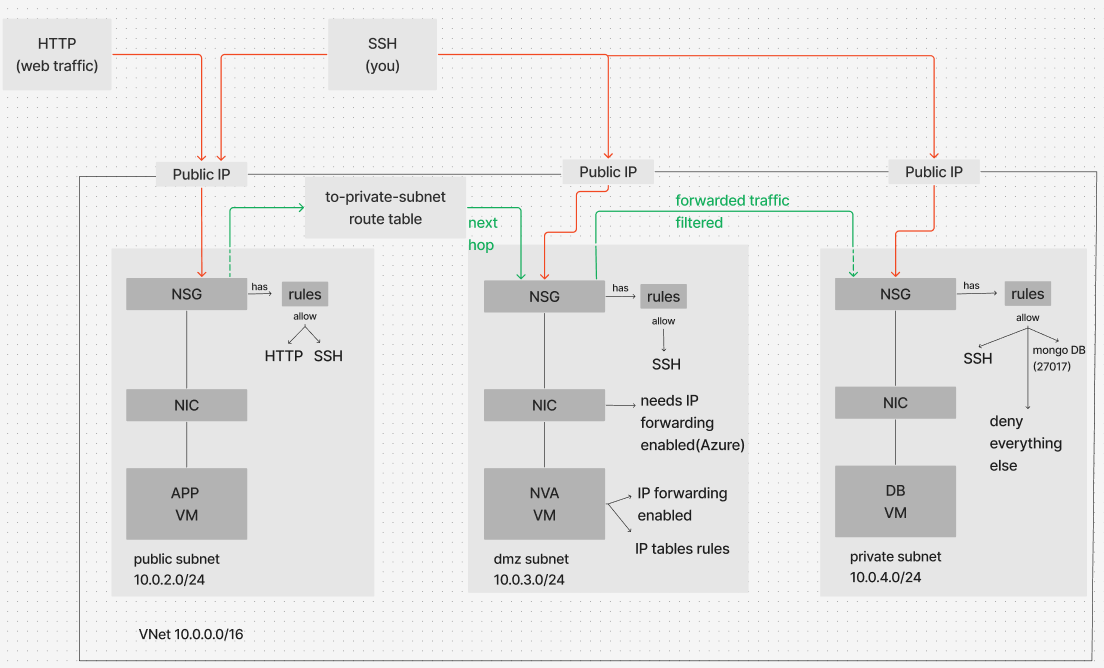 HTTP
(web traffic)
SSH
(you)
Public IP
Public IP
Public IP
to-private-subnet
route table
next
hop
forwarded traffic
filtered
NSG
has
rules
allow
HTTP
SSH
NIC
APP
VM
public subnet
10.0.2.0/24
NSG
has
rules
allow
SSH
NIC
needs IP
forwarding
enabled(Azure)
NVA
VM
IP forwarding
enabled
IP tables rules
dmz subnet
10.0.3.0/24
NSG
has
rules
allow
SSH
mongo DB
(27017)
deny
everything
else
NIC
DB
VM
private subnet
10.0.4.0/24
VNet 10.0.0.0/16